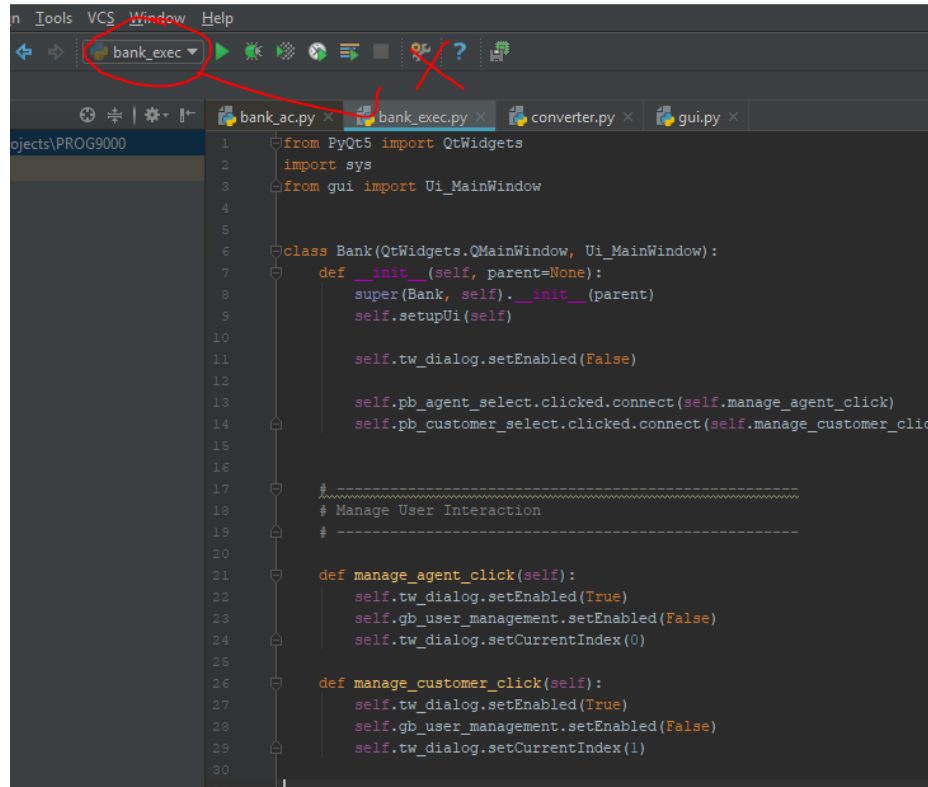 n Tools VCS Window Help
bank_exec
?
ojects\PROG9000
bank_ac.py bank_exec.py converter.py gui.py
1 from PyQt5 import QtWidgets
2 import sys
3 from gui import Ui_MainWindow
4
5
6 class Bank(QtWidgets.QMainWindow, Ui_MainWindow):
7 def __init__(self, parent=None):
8 super(Bank, self).__init__(parent)
9 self.setupUi(self)
10
11 self.tw_dialog.setEnabled(False)
12
13 self.pb_agent_select.clicked.connect(self.manage_agent_click)
14 self.pb_customer_select.clicked.connect(self.manage_customer_clic
15
16
17 # ----------------------------------------------------
18 # Manage User Interaction
19 # ----------------------------------------------------
20
21 def manage_agent_click(self):
22 self.tw_dialog.setEnabled(True)
23 self.gb_user_management.setEnabled(False)
24 self.tw_dialog.setCurrentIndex(0)
25
26 def manage_customer_click(self):
27 self.tw_dialog.setEnabled(True)
28 self.gb_user_management.setEnabled(False)
29 self.tw_dialog.setCurrentIndex(1)
30